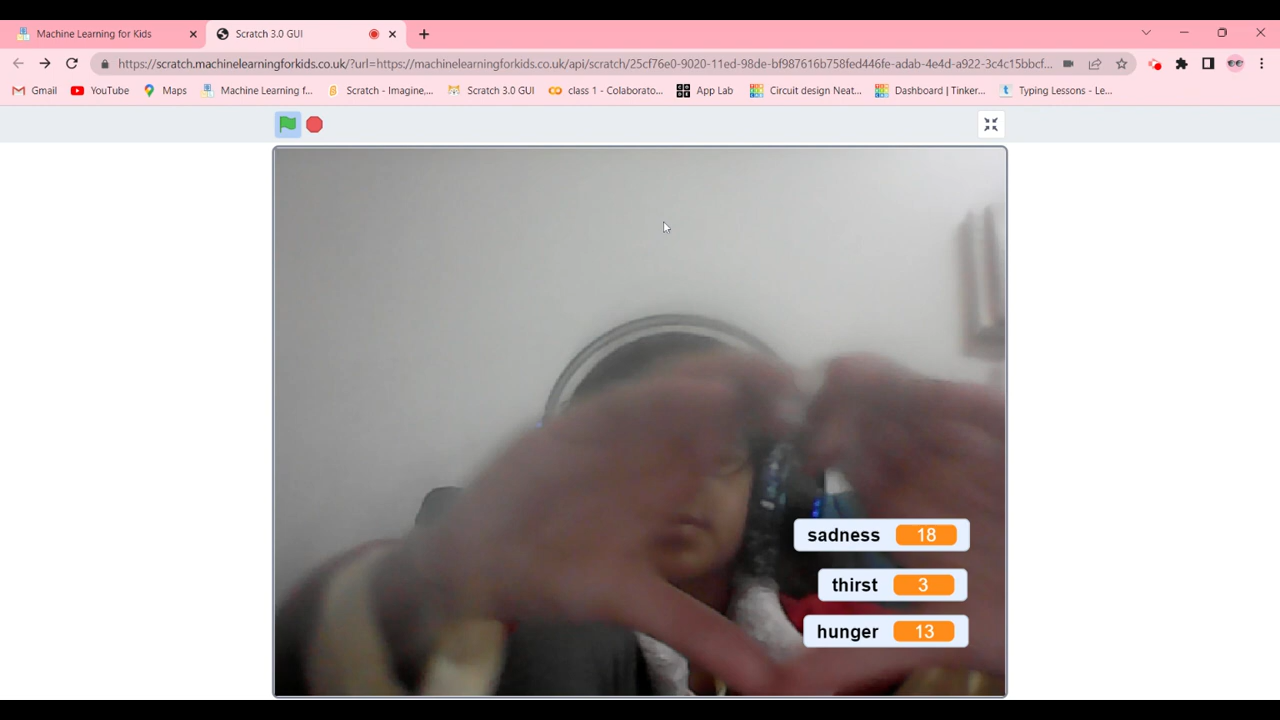 Machine Learning for Kids
Scratch 3.0 GUI
https://scratch.machinelearningforkids.co.uk/?url=https://machinelearningforkids.co.uk/api/scratch/25cf76e0-9020-11ed-98de-bf987616b758fed446fe-adab-4e4d-a922-3c4c15bbcf...
Gmail YouTube Maps Machine Learning f... Scratch - Imagine,... Scratch 3.0 GUI class 1 - Colaborato... App Lab Circuit design Neat... Dashboard | Tinker... Typing Lessons - Le...
sadness 18
thirst 3
hunger 13